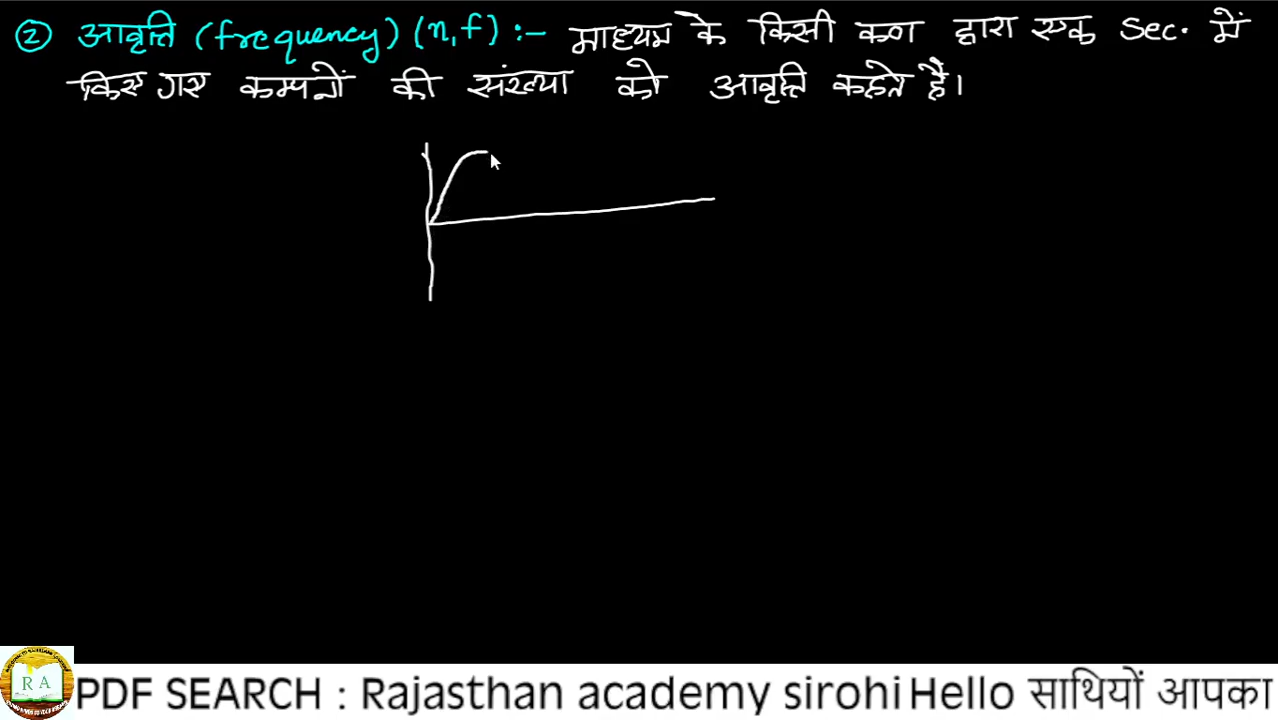 ② आवृत्ति (frequency) (n, f) :- माध्यम के किसी कण द्वारा एक Sec. में
किए गए कम्पनों की संख्या को आवृत्ति कहते है।
RA
PDF SEARCH : Rajasthan academy sirohi Hello साथियों आपका